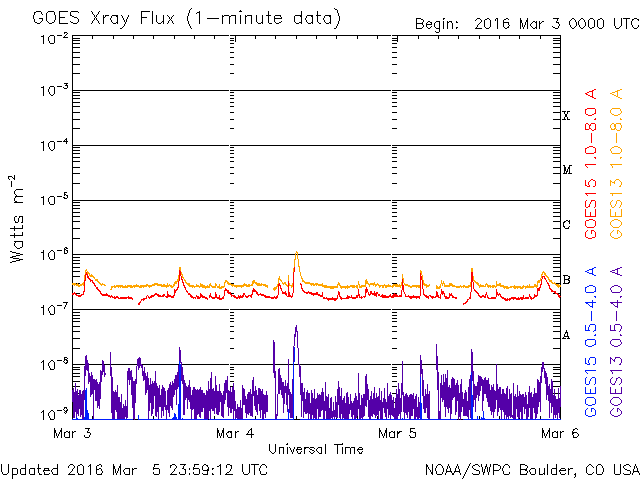 GOES Xray Flux (1-minute data)
Begin: 2016 Mar 3 0000 UTC
10-2
10-3
10-4
10-5
10-6
10-7
10-8
10-9
Watts m-2
X
M
C
B
A
GOES15 1.0-8.0 A
GOES13 1.0-8.0 A
GOES15 0.5-4.0 A
GOES13 0.5-4.0 A
Mar 3
Mar 4
Mar 5
Mar 6
Universal Time
Updated 2016 Mar 5 23:59:12 UTC
NOAA/SWPC Boulder, CO USA